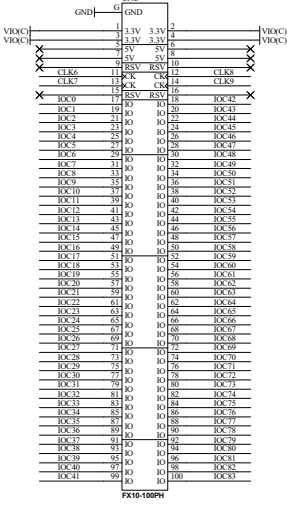 GND G GND
VIO(C) 1 3.3V 3.3V 2 VIO(C)
VIO(C) 3 3.3V 3.3V 4 VIO(C)
5 5V 5V 6
7 5V 5V 8
9 RSV RSV 10
CLK6 11 CK CK 12 CLK8
CLK7 13 CK CK 14 CLK9
15 RSV RSV 16
IOC0 17 IO IO 18 IOC42
IOC1 19 IO IO 20 IOC43
IOC2 21 IO IO 22 IOC44
IOC3 23 IO IO 24 IOC45
IOC4 25 IO IO 26 IOC46
IOC5 27 IO IO 28 IOC47
IOC6 29 IO IO 30 IOC48
IOC7 31 IO IO 32 IOC49
IOC8 33 IO IO 34 IOC50
IOC9 35 IO IO 36 IOC51
IOC10 37 IO IO 38 IOC52
IOC11 39 IO IO 40 IOC53
IOC12 41 IO IO 42 IOC54
IOC13 43 IO IO 44 IOC55
IOC14 45 IO IO 46 IOC56
IOC15 47 IO IO 48 IOC57
IOC16 49 IO IO 50 IOC58
IOC17 51 IO IO 52 IOC59
IOC18 53 IO IO 54 IOC60
IOC19 55 IO IO 56 IOC61
IOC20 57 IO IO 58 IOC62
IOC21 59 IO IO 60 IOC63
IOC22 61 IO IO 62 IOC64
IOC23 63 IO IO 64 IOC65
IOC24 65 IO IO 66 IOC66
IOC25 67 IO IO 68 IOC67
IOC26 69 IO IO 70 IOC68
IOC27 71 IO IO 72 IOC69
IOC28 73 IO IO 74 IOC70
IOC29 75 IO IO 76 IOC71
IOC30 77 IO IO 78 IOC72
IOC31 79 IO IO 80 IOC73
IOC32 81 IO IO 82 IOC74
IOC33 83 IO IO 84 IOC75
IOC34 85 IO IO 86 IOC76
IOC35 87 IO IO 88 IOC77
IOC36 89 IO IO 90 IOC78
IOC37 91 IO IO 92 IOC79
IOC38 93 IO IO 94 IOC80
IOC39 95 IO IO 96 IOC81
IOC40 97 IO IO 98 IOC82
IOC41 99 IO IO 100 IOC83
FX10-100PH